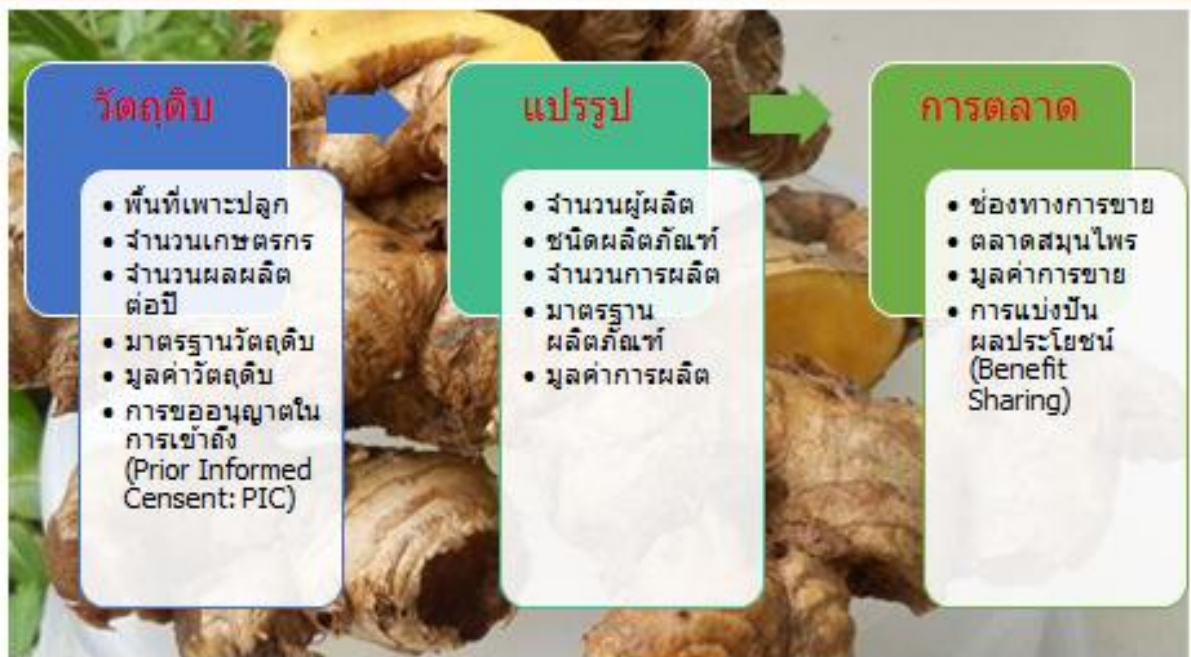 วัตถุดิบ
• พื้นที่เพาะปลูก
• จำนวนเกษตรกร
• จำนวนผลผลิต
ต่อปี
• มาตรฐานวัตถุดิบ
• มูลค่าวัตถุดิบ
• การขออนุญาตใน
การเข้าถึง
(Prior Informed
Censent: PIC)
แปรรูป
• จำนวนผู้ผลิต
• ชนิดผลิตภัณฑ์
• จำนวนการผลิต
• มาตรฐาน
ผลิตภัณฑ์
• มูลค่าการผลิต
การตลาด
• ช่องทางการขาย
• ตลาดสมุนไพร
• มูลค่าการขาย
• การแบ่งปัน
ผลประโยชน์
(Benefit
Sharing)